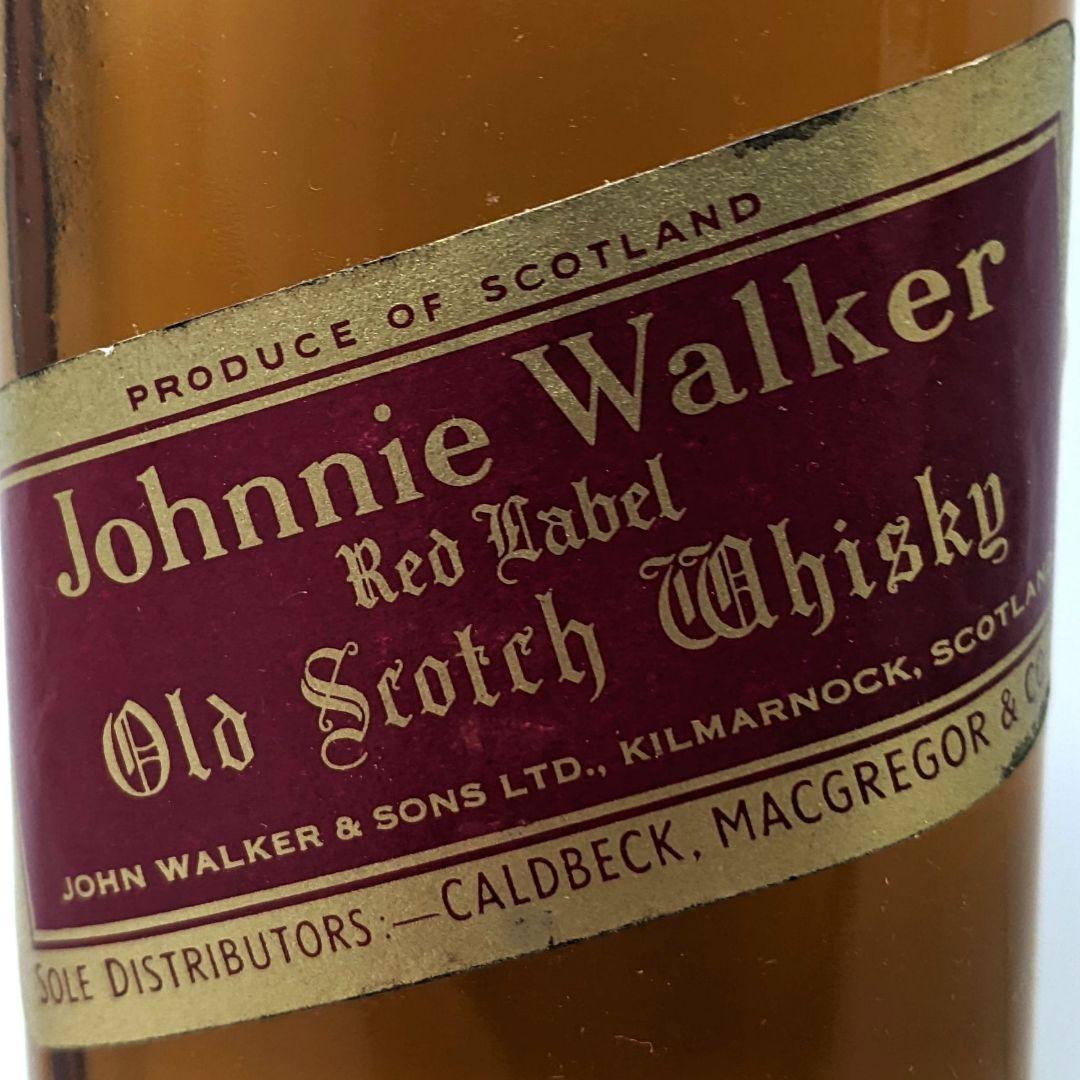 PRODUCE OF SCOTLAND
Johnnie Walker
Red Label
Old Scotch Whisky
JOHN WALKER & SONS LTD., KILMARNOCK, SCOTLAND
SOLE DISTRIBUTORS:—CALDBECK, MACGREGOR & CO.